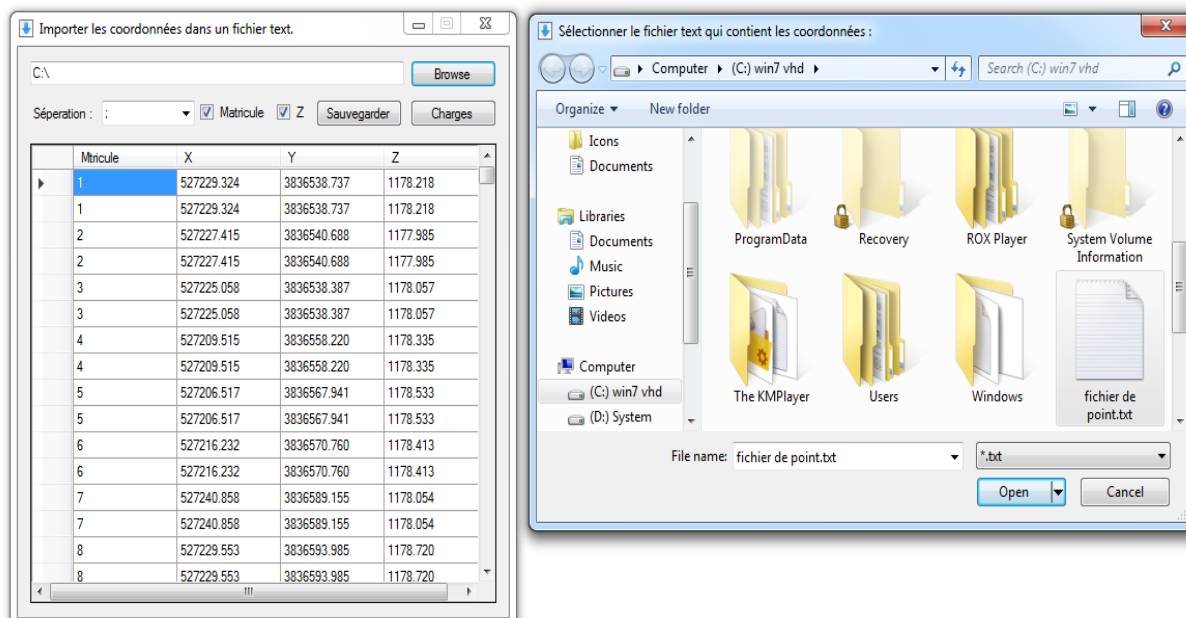 Importer les coordonnées dans un fichier text.
C:\
Browse
Séperation : ; Matricule Z Sauvegarder Charges
Mtricule X Y Z
1 527229.324 3836538.737 1178.218
1 527229.324 3836538.737 1178.218
2 527227.415 3836540.688 1177.985
2 527227.415 3836540.688 1177.985
3 527225.058 3836538.387 1178.057
3 527225.058 3836538.387 1178.057
4 527209.515 3836558.220 1178.335
4 527209.515 3836558.220 1178.335
5 527206.517 3836567.941 1178.533
5 527206.517 3836567.941 1178.533
6 527216.232 3836570.760 1178.413
6 527216.232 3836570.760 1178.413
7 527240.858 3836589.155 1178.054
7 527240.858 3836589.155 1178.054
8 527229.553 3836593.985 1178.720
8 527229.553 3836593.985 1178.720
Sélectionner le fichier text qui contient les coordonnées :
Computer (C:) win7 vhd
Search (C:) win7 vhd
Organize New folder
Icons
Documents
Libraries
Documents
Music
Pictures
Videos
Computer
(C:) win7 vhd
(D:) System
ProgramData Recovery ROX Player System Volume
Information
The KMPlayer Users Windows fichier de
point.txt
File name: fichier de point.txt *.txt
Open Cancel